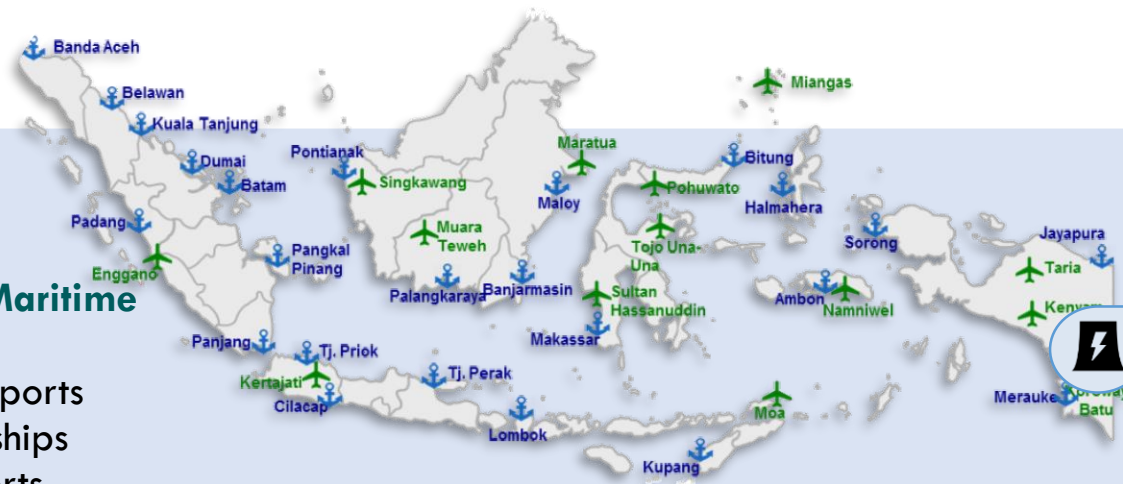 Banda Aceh
Miangas
Belawan
Kuala Tanjung
Maratua
Pontianak
Dumai
Bitung
Singkawang
Batam
Pohuwato
Maloy
Halmahera
Padang
Muara
Teweh
Jayapura
Sorong
Tojo Una-
Una
Pangkal
Pinang
Enggano
Taria
Palangkaraya
Banjarmasin
Sultan
Hassanuddin
Ambon
Namniwel
Maritime
Makassar
Panjang
Tj. Priok
Kertajati
Tj. Perak
ports
Cilacap
Moa
Merauke
Batu
Lombok
ships
Kupang